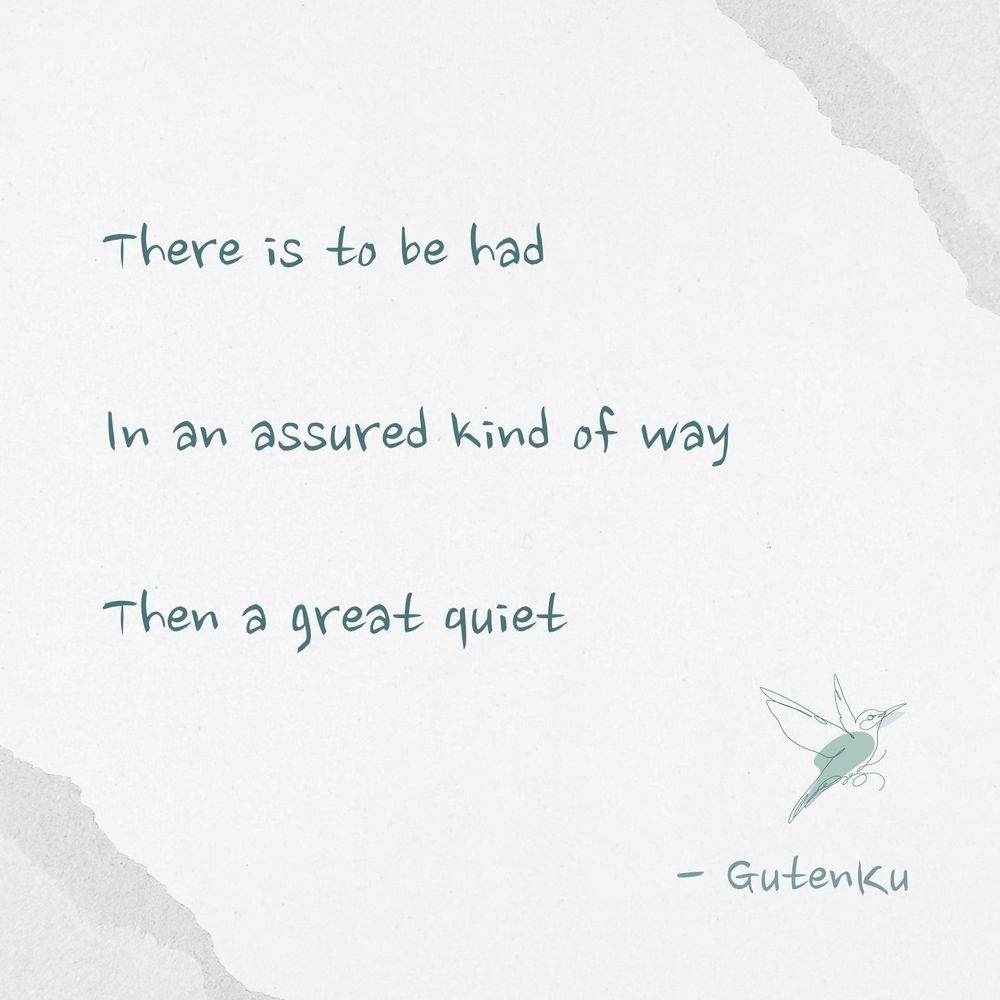 There is to be had
In an assured kind of way
Then a great quiet
- GutenKu